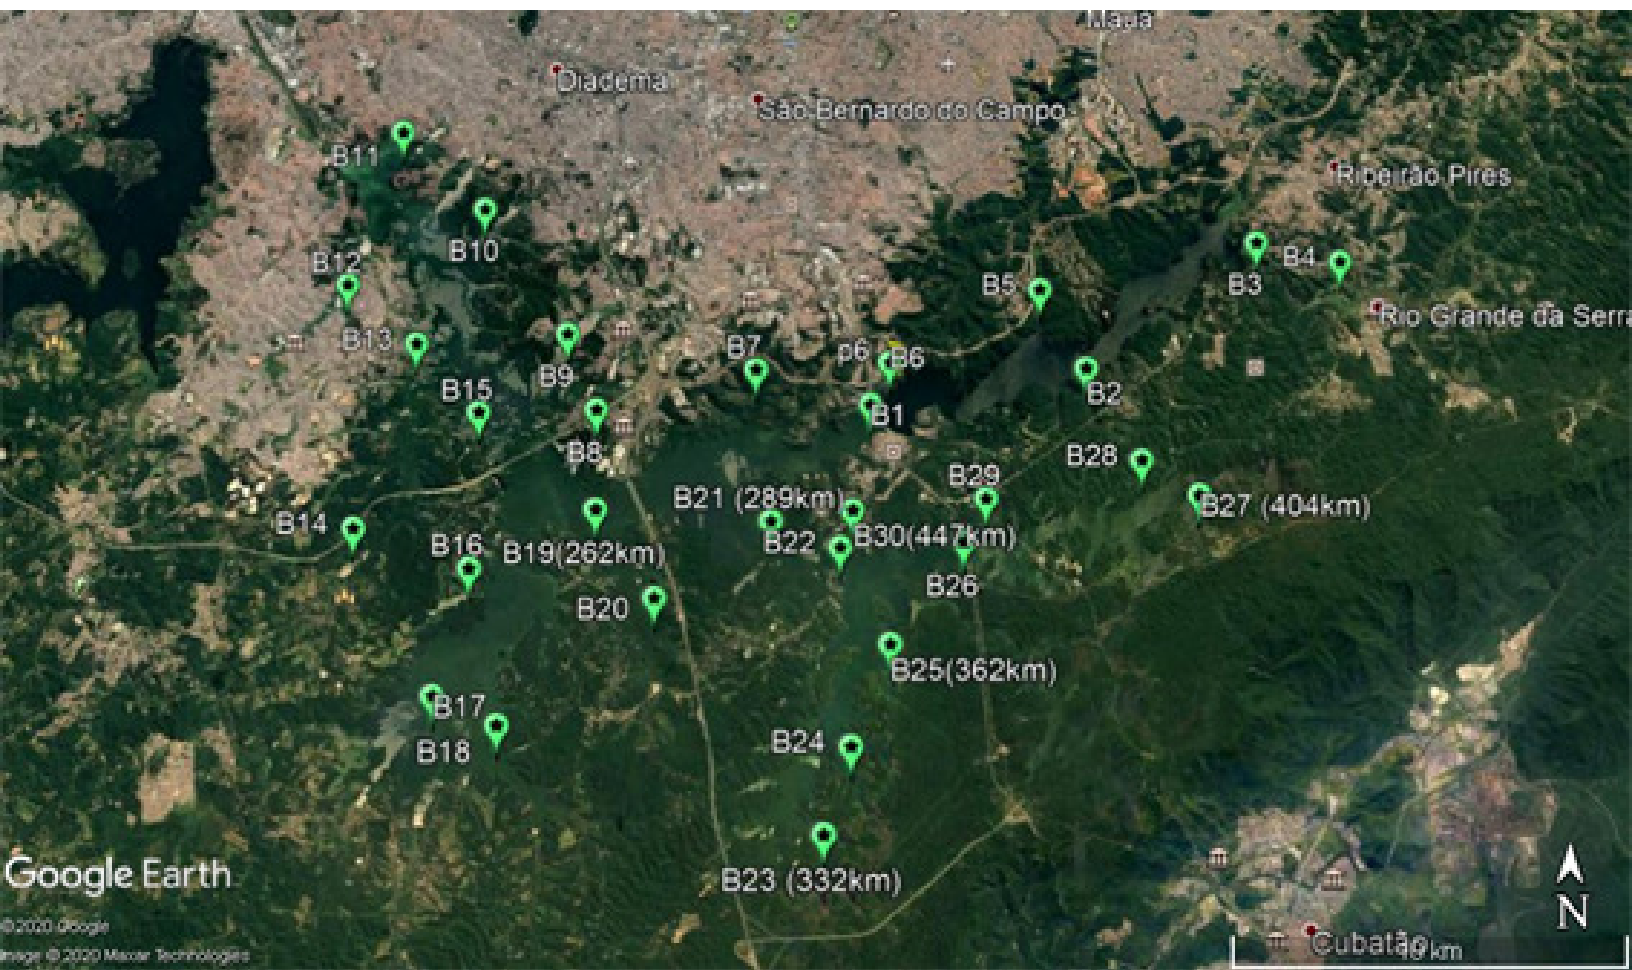 Mauá
Diadema
São Bernardo do Campo
B11
Ribeirão Pires
B10
B12
B3
B4
B5
Rio Grande da Serra
B13
B7
p6
B6
B9
B15
B2
B1
B8
B28
B29
B21 (289km)
B27 (404km)
B14
B16
B19(262km)
B22
B30(447km)
B26
B20
B25(362km)
B17
B18
B24
B23 (332km)
Google Earth
N
©2020 Google
Image © 2020 Maxar Technologies
Cubatão
10 km